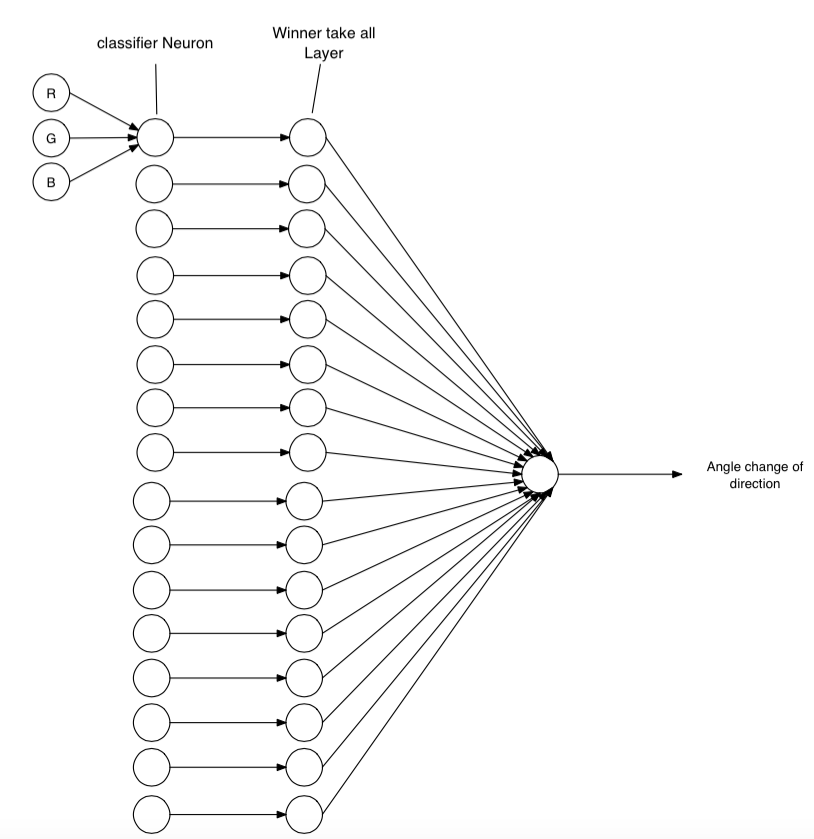 classifier Neuron
Winner take all
Layer
R
G
B
Angle change of
direction